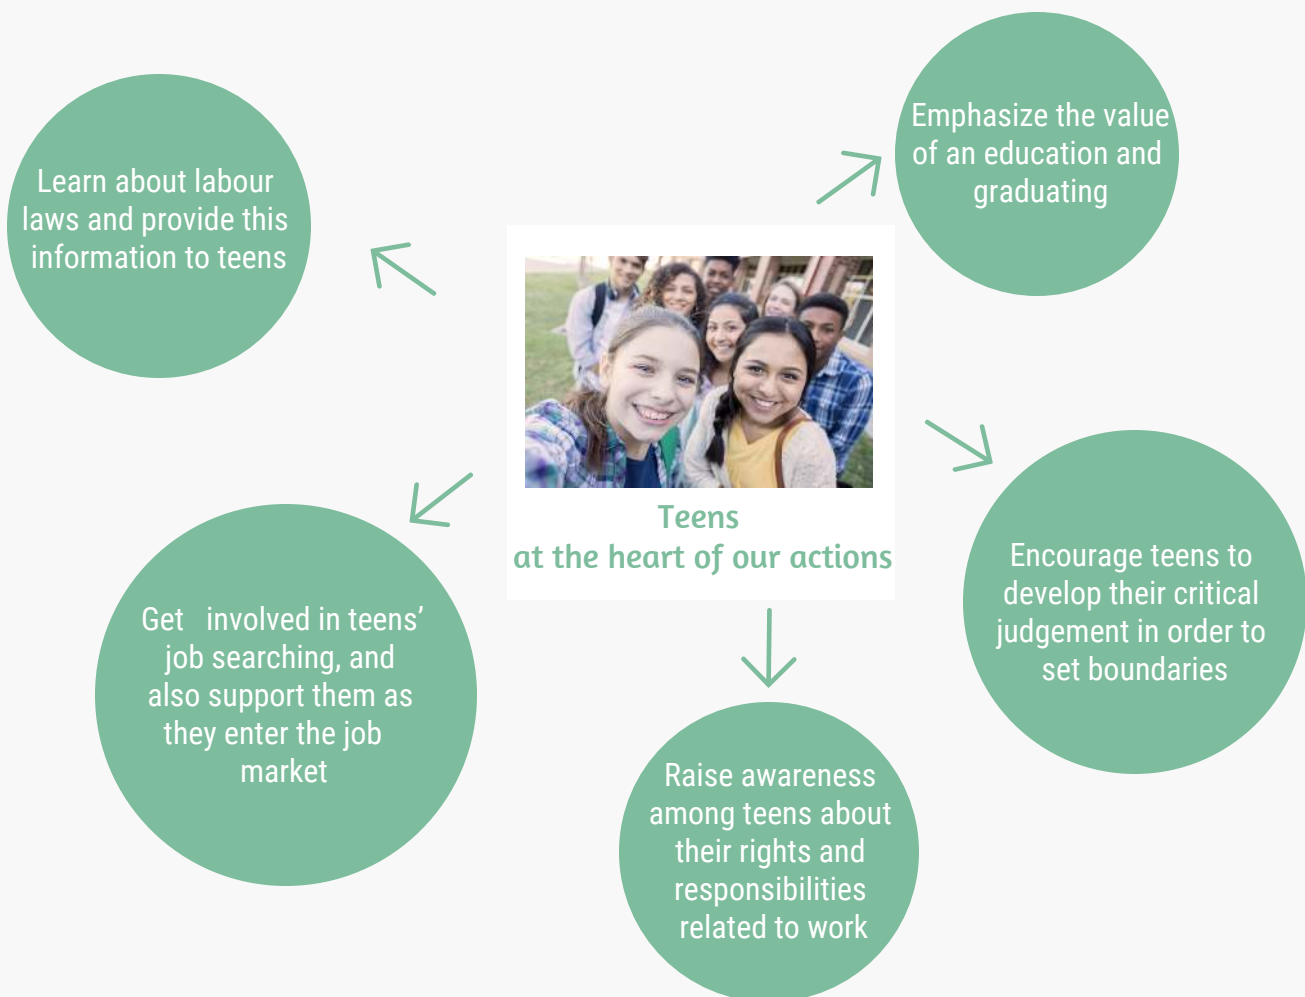 Emphasize the value
of an education and
graduating
Learn about labour
laws and provide this
information to teens
Teens
at the heart of our actions
Encourage teens to
develop their critical
judgement in order to
set boundaries
Get involved in teens’
job searching, and
also support them as
they enter the job
market
Raise awareness
among teens about
their rights and
responsibilities
related to work